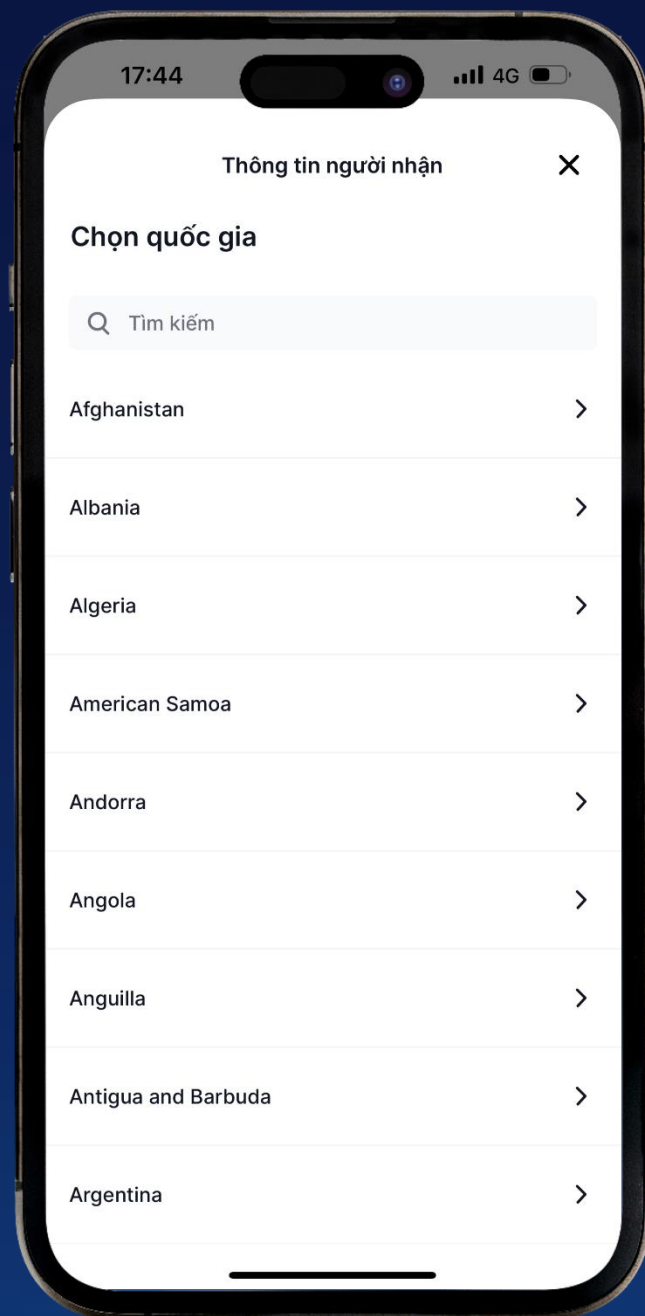 17:44
4G
Thông tin người nhận
Chọn quốc gia
Tìm kiếm
Afghanistan
Albania
Algeria
American Samoa
Andorra
Angola
Anguilla
Antigua and Barbuda
Argentina